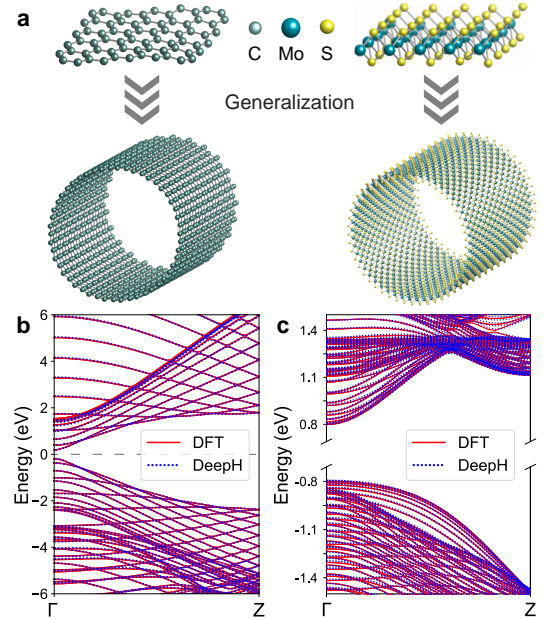 a
C Mo S
Generalization
b
Energy (eV)
6
4
2
0
−2
−4
−6
DFT
DeepH
Γ Z
c
Energy (eV)
1.4
1.1
0.8
-0.8
-1.1
-1.4
DFT
DeepH
Γ Z